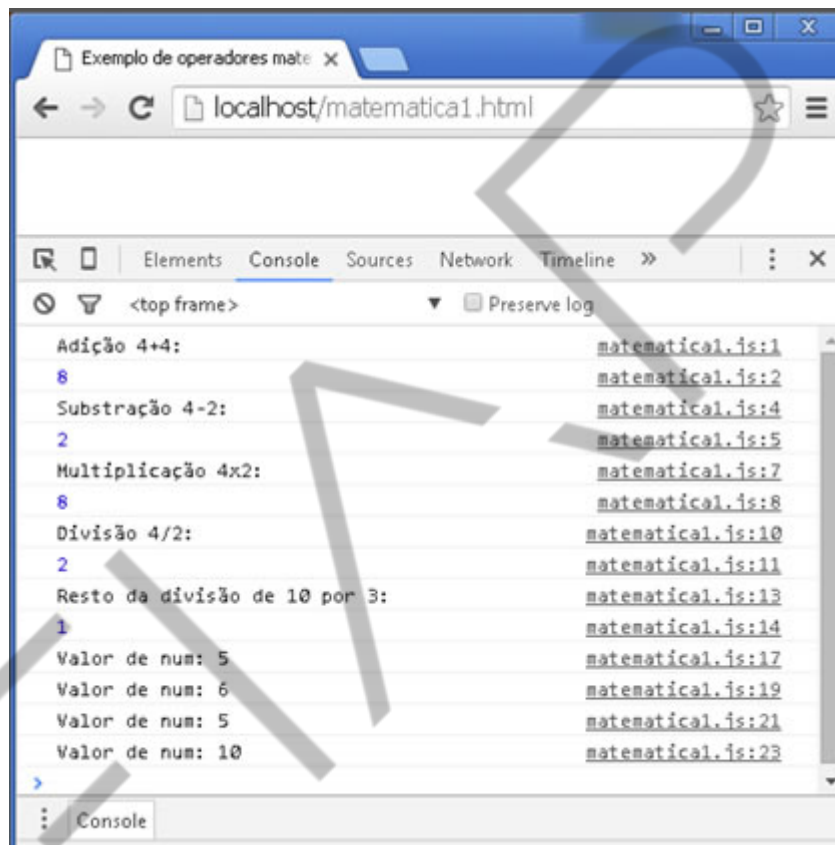 Exemplo de operadores mate
localhost/matematica1.html
Elements Console Sources Network Timeline »
<top frame> ▼ Preserve log
Adição 4+4: matematica1.js:1
8 matematica1.js:2
Substração 4-2: matematica1.js:4
2 matematica1.js:5
Multiplicação 4x2: matematica1.js:7
8 matematica1.js:8
Divisão 4/2: matematica1.js:10
2 matematica1.js:11
Resto da divisão de 10 por 3: matematica1.js:13
1 matematica1.js:14
Valor de num: 5 matematica1.js:17
Valor de num: 6 matematica1.js:19
Valor de num: 5 matematica1.js:21
Valor de num: 10 matematica1.js:23
>
Console
FIAP